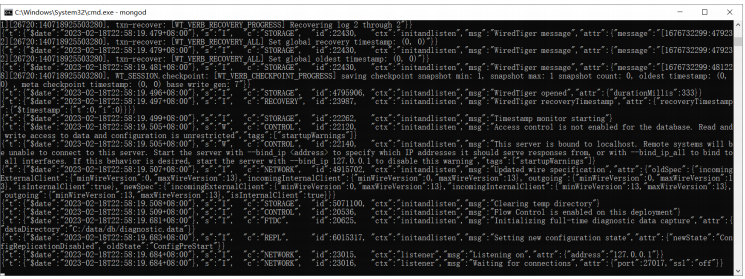 C:\Windows\System32\cmd.exe - mongod
1][26720:140718925503280], txn-recover: [WT_VERB_RECOVERY_PROGRESS] Recovering log 2 through 2"}}
{"t":{"$date":"2023-02-18T22:58:19.479+08:00"},"s":"I",  "c":"STORAGE",  "id":22430,   "ctx":"initandlisten","msg":"WiredTiger message","attr":{"message":"[1676732299:47923
[26720:140718925503280], txn-recover: [WT_VERB_RECOVERY_ALL] Set global recovery timestamp: (0, 0)"}}
{"t":{"$date":"2023-02-18T22:58:19.479+08:00"},"s":"I",  "c":"STORAGE",  "id":22430,   "ctx":"initandlisten","msg":"WiredTiger message","attr":{"message":"[1676732299:47923
[26720:140718925503280], txn-recover: [WT_VERB_RECOVERY_ALL] Set global oldest timestamp: (0, 0)"}}
{"t":{"$date":"2023-02-18T22:58:19.481+08:00"},"s":"I",  "c":"STORAGE",  "id":22430,   "ctx":"initandlisten","msg":"WiredTiger message","attr":{"message":"[1676732299:48122
8][26720:140718925503280], WT_SESSION.checkpoint: [WT_VERB_CHECKPOINT_PROGRESS] saving checkpoint snapshot min: 1, snapshot max: 1 snapshot count: 0, oldest timestamp: (0,
0) , meta checkpoint timestamp: (0, 0) base write gen: 7"}}
{"t":{"$date":"2023-02-18T22:58:19.496+08:00"},"s":"I",  "c":"STORAGE",  "id":4795906, "ctx":"initandlisten","msg":"WiredTiger opened","attr":{"durationMillis":333}}
{"t":{"$date":"2023-02-18T22:58:19.497+08:00"},"s":"I",  "c":"RECOVERY", "id":23987,   "ctx":"initandlisten","msg":"WiredTiger recoveryTimestamp","attr":{"recoveryTimestamp
":{"$timestamp":{"t":0,"i":0}}}}
{"t":{"$date":"2023-02-18T22:58:19.499+08:00"},"s":"I",  "c":"STORAGE",  "id":22262,   "ctx":"initandlisten","msg":"Timestamp monitor starting"}
{"t":{"$date":"2023-02-18T22:58:19.505+08:00"},"s":"W",  "c":"CONTROL",  "id":22120,   "ctx":"initandlisten","msg":"Access control is not enabled for the database. Read and
write access to data and configuration is unrestricted","tags":["startupWarnings"]}
{"t":{"$date":"2023-02-18T22:58:19.505+08:00"},"s":"W",  "c":"CONTROL",  "id":22140,   "ctx":"initandlisten","msg":"This server is bound to localhost. Remote systems will b
e unable to connect to this server. Start the server with --bind_ip <address> to specify which IP addresses it should serve responses from, or with --bind_ip_all to bind to
all interfaces. If this behavior is desired, start the server with --bind_ip 127.0.0.1 to disable this warning","tags":["startupWarnings"]}
{"t":{"$date":"2023-02-18T22:58:19.507+08:00"},"s":"I",  "c":"NETWORK",  "id":4915702, "ctx":"initandlisten","msg":"Updated wire specification","attr":{"oldSpec":{"incoming
ExternalClient":{"minWireVersion":0,"maxWireVersion":13},"incomingInternalClient":{"minWireVersion":0,"maxWireVersion":13},"outgoing":{"minWireVersion":0,"maxWireVersion":1
3},"isInternalClient":true},"newSpec":{"incomingExternalClient":{"minWireVersion":0,"maxWireVersion":13},"incomingInternalClient":{"minWireVersion":13,"maxWireVersion":13},
"outgoing":{"minWireVersion":13,"maxWireVersion":13},"isInternalClient":true}}}
{"t":{"$date":"2023-02-18T22:58:19.508+08:00"},"s":"I",  "c":"STORAGE",  "id":5071100, "ctx":"initandlisten","msg":"Clearing temp directory"}
{"t":{"$date":"2023-02-18T22:58:19.509+08:00"},"s":"I",  "c":"CONTROL",  "id":20536,   "ctx":"initandlisten","msg":"Flow Control is enabled on this deployment"}
{"t":{"$date":"2023-02-18T22:58:19.681+08:00"},"s":"I",  "c":"FTDC",     "id":20625,   "ctx":"initandlisten","msg":"Initializing full-time diagnostic data capture","attr":{
"dataDirectory":"C:/data/db/diagnostic.data"}}
{"t":{"$date":"2023-02-18T22:58:19.683+08:00"},"s":"I",  "c":"REPL",     "id":6015317, "ctx":"initandlisten","msg":"Setting new configuration state","attr":{"newState":"Con
figReplicationDisabled","oldState":"ConfigPreStart"}}
{"t":{"$date":"2023-02-18T22:58:19.684+08:00"},"s":"I",  "c":"NETWORK",  "id":23015,   "ctx":"listener","msg":"Listening on","attr":{"address":"127.0.0.1"}}
{"t":{"$date":"2023-02-18T22:58:19.684+08:00"},"s":"I",  "c":"NETWORK",  "id":23016,   "ctx":"listener","msg":"Waiting for connections","attr":{"port":27017,"ssl":"off"}}